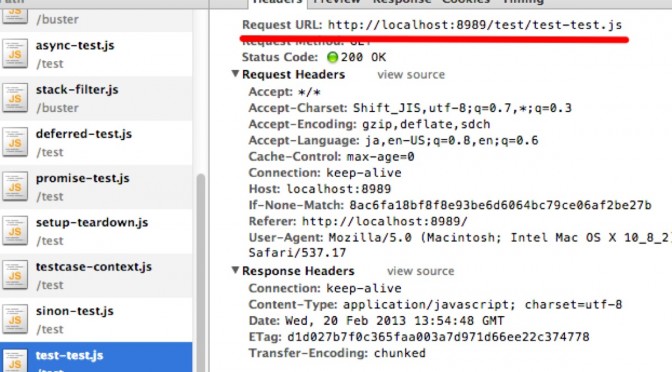 Path
/buster
async-test.js
/test
stack-filter.js
/buster
deferred-test.js
/test
promise-test.js
/test
setup-teardown.js
/test
testcase-context.js
/test
sinon-test.js
/test
test-test.js
/test
Headers Preview Response Cookies Timing
Request URL: http://localhost:8989/test/test-test.js
Request Method: GET
Status Code: 200 OK
Request Headers view source
Accept: */*
Accept-Charset: Shift_JIS,utf-8;q=0.7,*;q=0.3
Accept-Encoding: gzip,deflate,sdch
Accept-Language: ja,en-US;q=0.8,en;q=0.6
Cache-Control: max-age=0
Connection: keep-alive
Host: localhost:8989
If-None-Match: 8ac6fa18bf8f8e93be6d6064bc79ce06af2be27b
Referer: http://localhost:8989/
User-Agent: Mozilla/5.0 (Macintosh; Intel Mac OS X 10_8_2)
Safari/537.17
Response Headers view source
Connection: keep-alive
Content-Type: application/javascript; charset=utf-8
Date: Wed, 20 Feb 2013 13:54:48 GMT
ETag: d1d027b7f0c365faa003a7d971d66ee22c374778
Transfer-Encoding: chunked